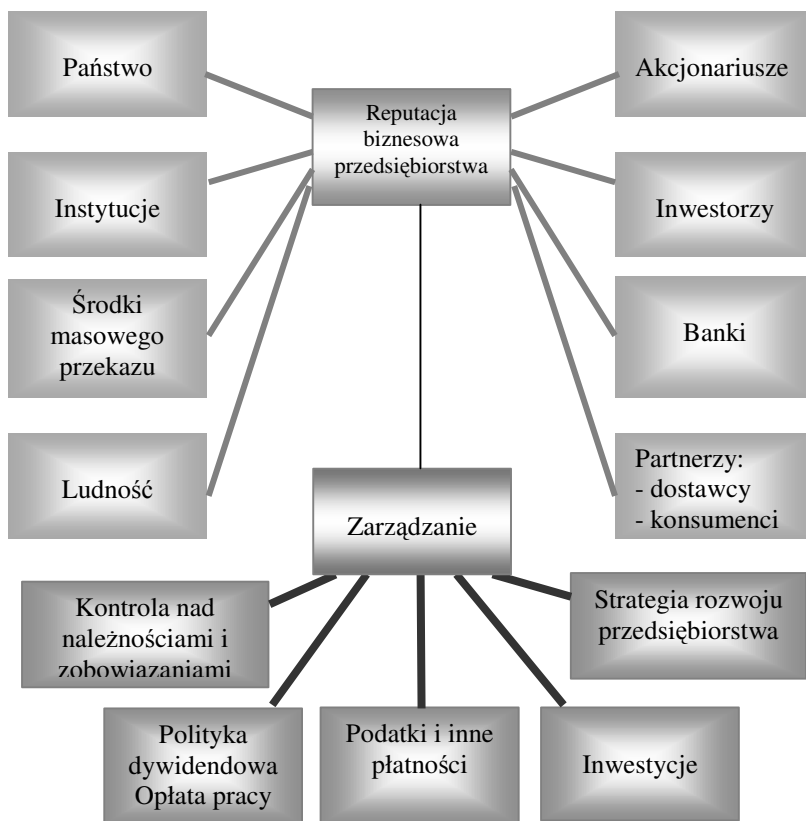 Państwo
Akcjonariusze
Reputacja
biznesowa
przedsiębiorstwa
Instytucje
Inwestorzy
Środki
masowego
przekazu
Banki
Ludność
Partnerzy:
- dostawcy
- konsumenci
Zarządzanie
Kontrola nad
należnościami i
zobowiązaniami
Strategia rozwoju
przedsiębiorstwa
Polityka
dywidendowa
Opłata pracy
Podatki i inne
płatności
Inwestycje